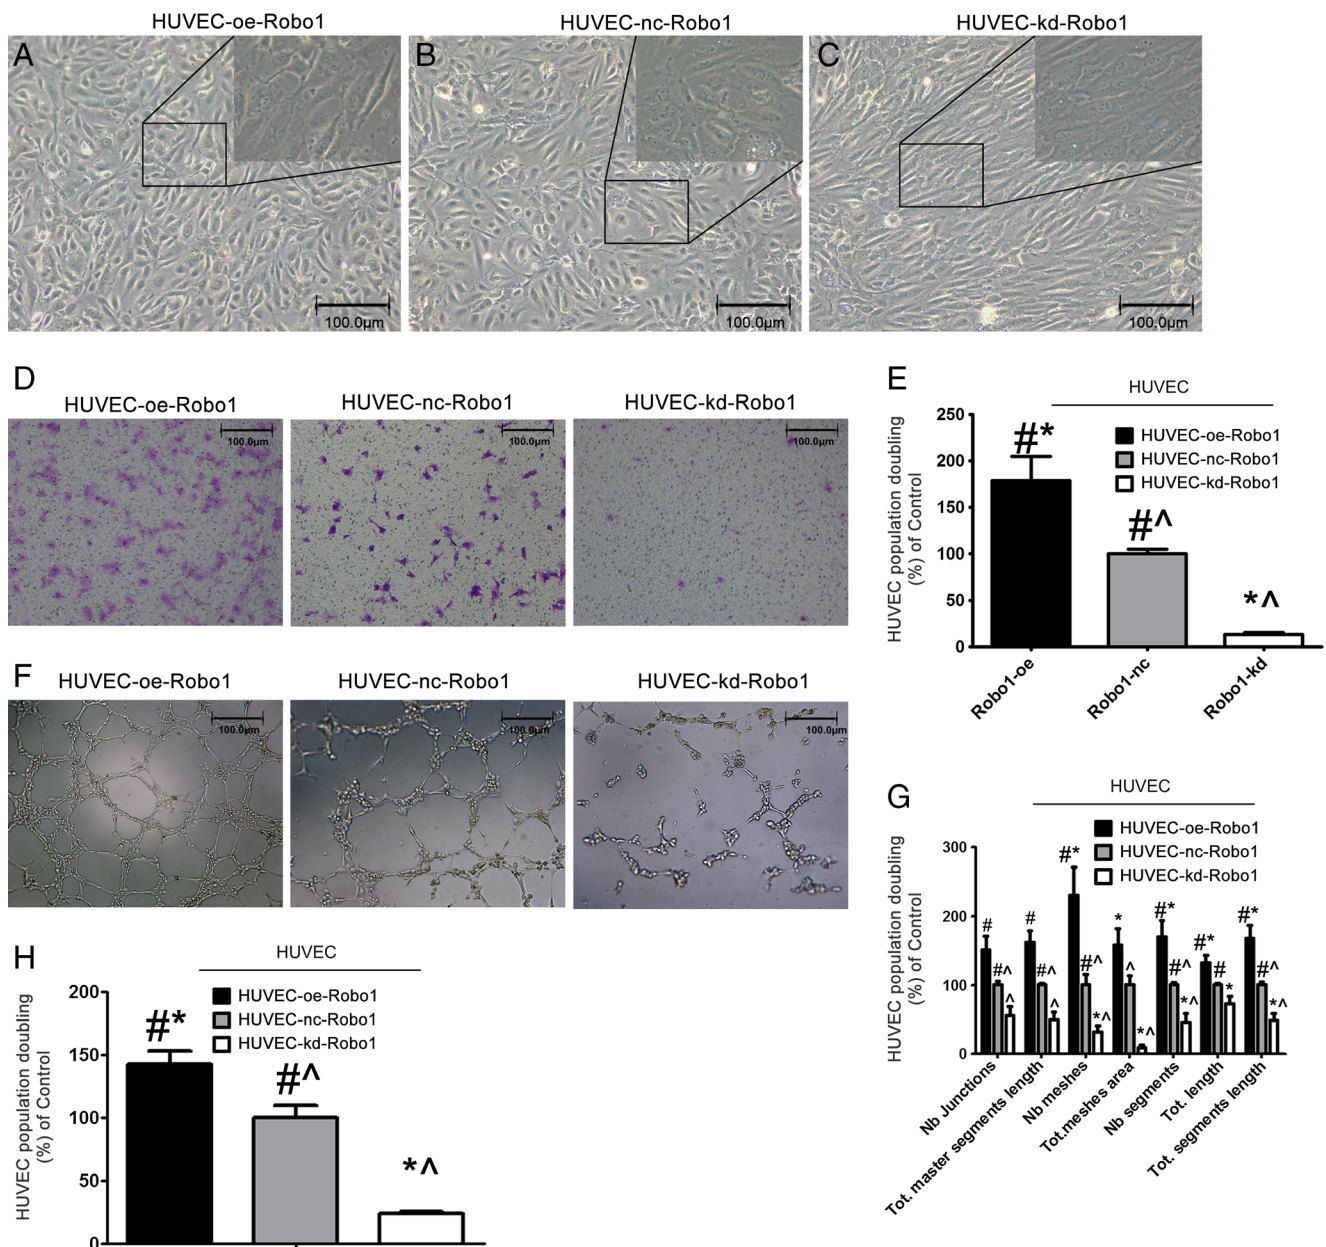 HUVEC-oe-Robo1
HUVEC-nc-Robo1
HUVEC-kd-Robo1
A
B
C
100.0µm
100.0µm
100.0µm
D
HUVEC-oe-Robo1
HUVEC-nc-Robo1
HUVEC-kd-Robo1
100.0µm
100.0µm
100.0µm
E
HUVEC
HUVEC-oe-Robo1
HUVEC-nc-Robo1
HUVEC-kd-Robo1
HUVEC population doubling
(%) of Control
250
200
150
100
50
0
#*
#^
*^
Robo1-oe
Robo1-nc
Robo1-kd
F
HUVEC-oe-Robo1
HUVEC-nc-Robo1
HUVEC-kd-Robo1
100.0µm
100.0µm
100.0µm
G
HUVEC
HUVEC-oe-Robo1
HUVEC-nc-Robo1
HUVEC-kd-Robo1
HUVEC population doubling
(%) of Control
300
200
100
0
#
#^
^
#
#^
^
#*
#^
*^
*
^
*^
#*
#^
*^
#*
#
*
#*
#^
*^
Nb Junctions
Tot. master segments length
Nb meshes
Tot.meshes area
Nb segments
Tot. length
Tot. segments length
H
HUVEC
HUVEC-oe-Robo1
HUVEC-nc-Robo1
HUVEC-kd-Robo1
HUVEC population doubling
(%) of Control
200
150
100
50
0
#*
#^
*^